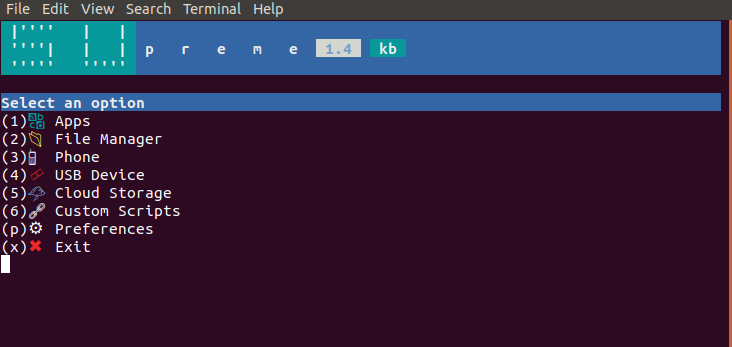 File Edit View Search Terminal Help
|'''' | |
''''| | | p r e m e 1.4 kb
''''' '''''
Select an option
(1) Apps
(2) File Manager
(3) Phone
(4) USB Device
(5) Cloud Storage
(6) Custom Scripts
(p) Preferences
(x) Exit